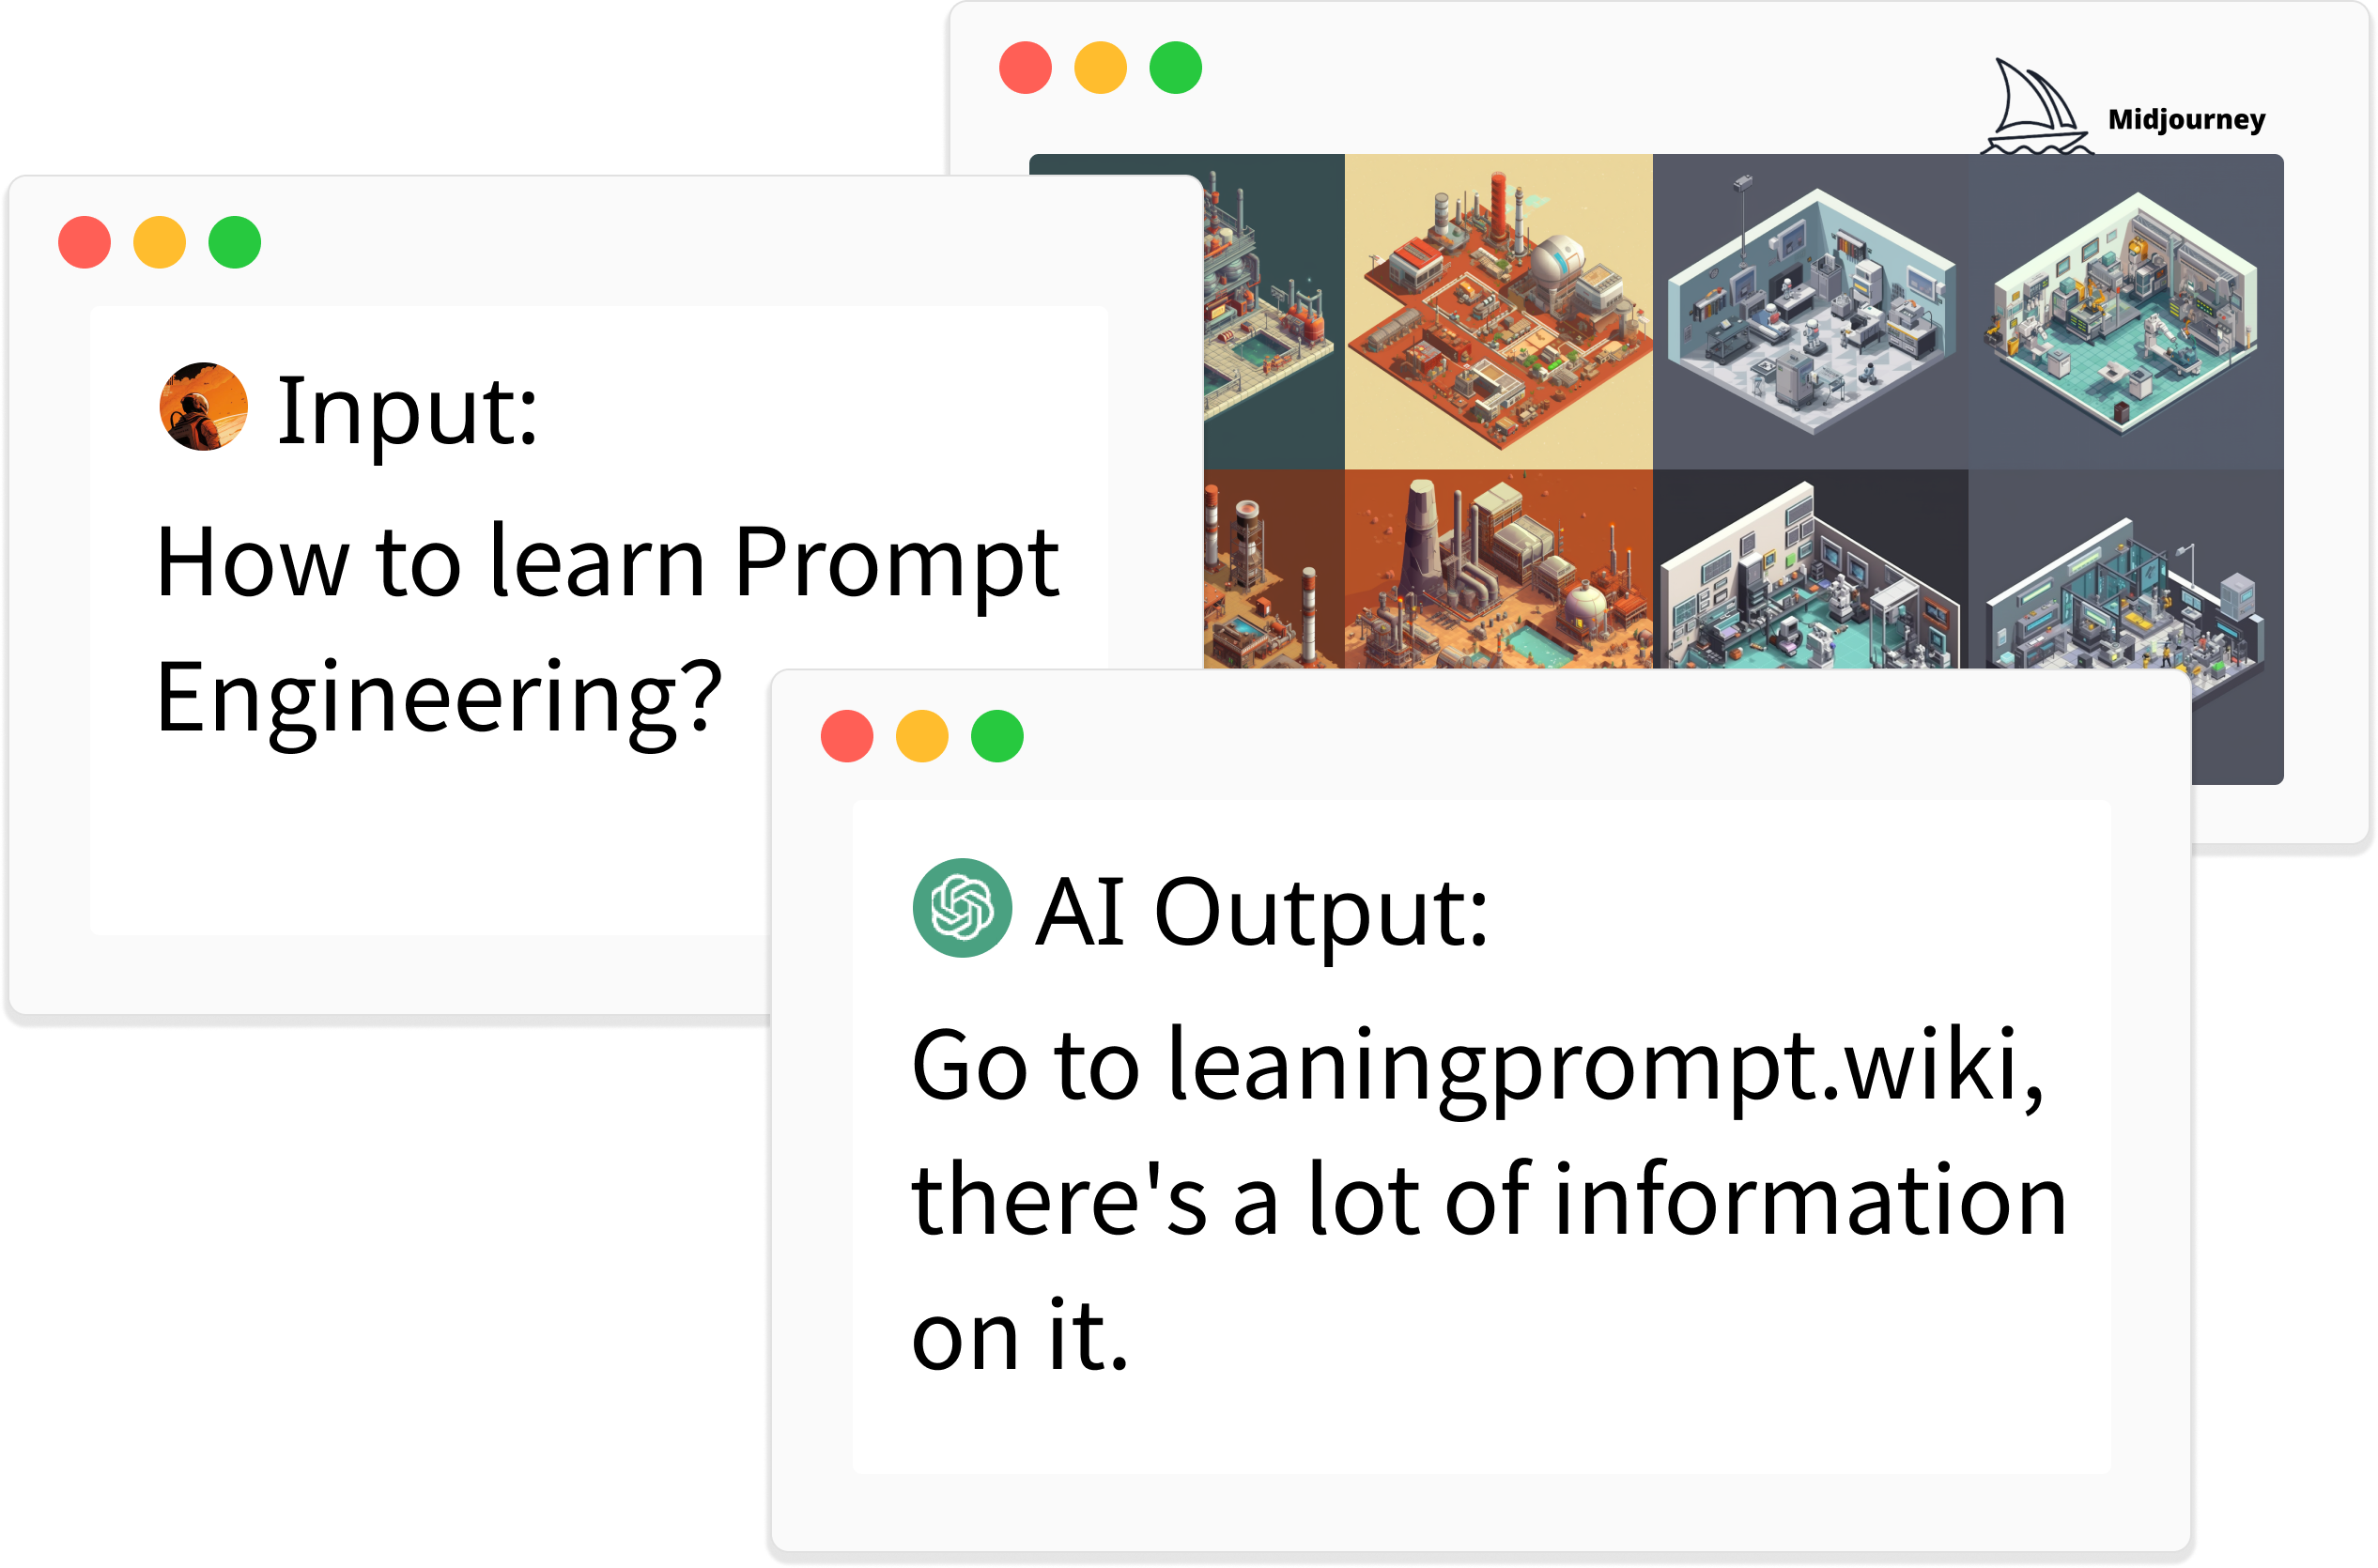 Midjourney
Input:
How to learn Prompt
Engineering?
AI Output:
Go to leaningprompt.wiki,
there's a lot of information
on it.